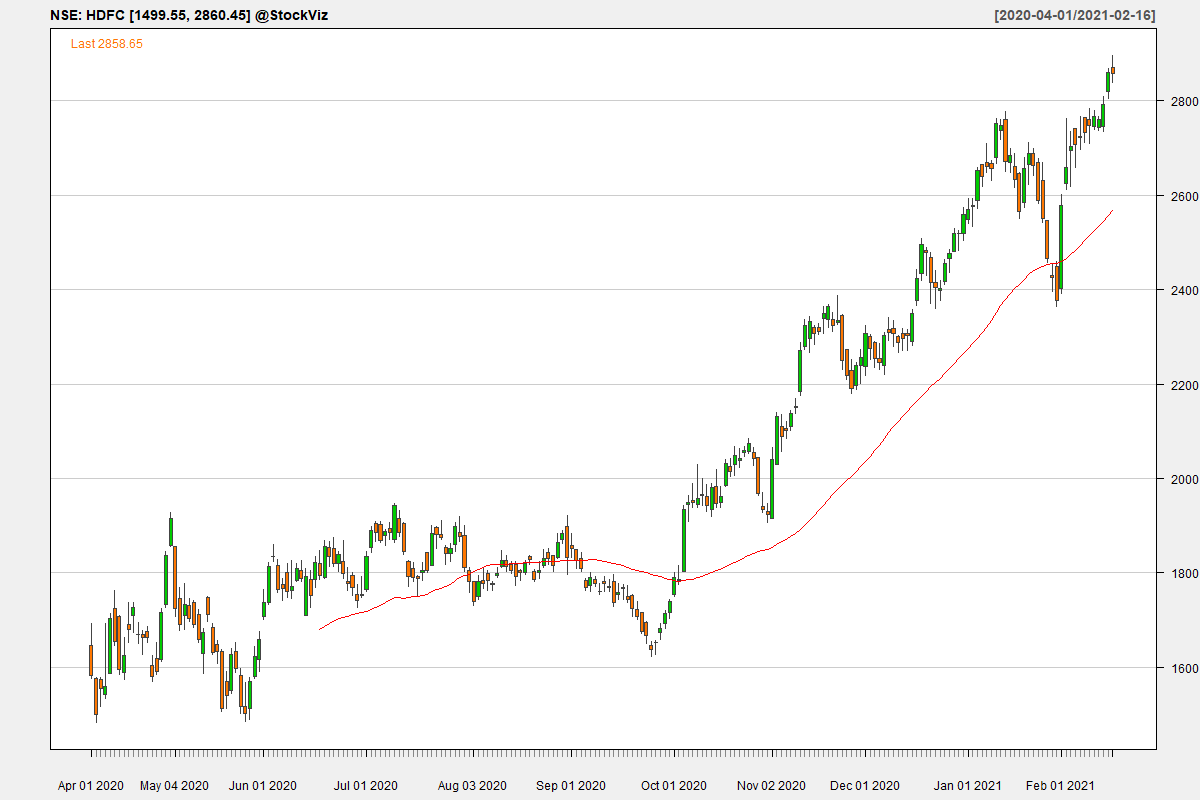 NSE: HDFC [1499.55, 2860.45] @StockViz [2020-04-01/2021-02-16]
Last 2858.65
2800
2600
2400
2200
2000
1800
1600
Apr 01 2020 May 04 2020 Jun 01 2020 Jul 01 2020 Aug 03 2020 Sep 01 2020 Oct 01 2020 Nov 02 2020 Dec 01 2020 Jan 01 2021 Feb 01 2021